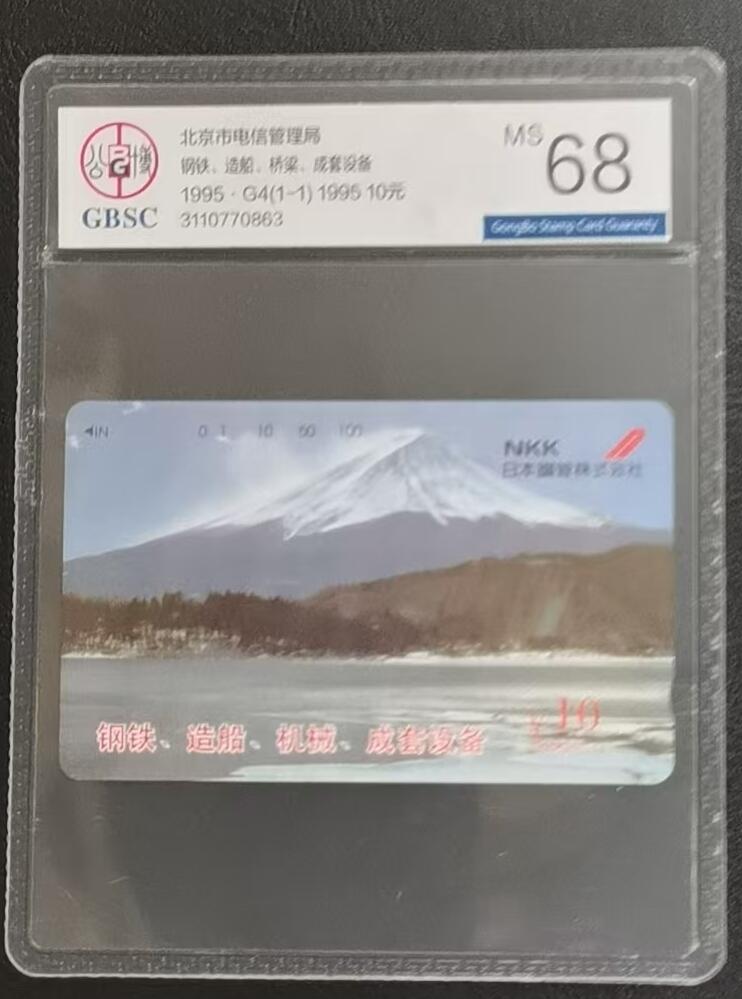 北京市电信管理局
钢铁、造船、桥梁、成套设备
1995·G4(1-1) 1995 10元
3110770863
公博
GBSC
MS 68
GongBo Stamp Card Guaranty
◄IN 0 1 10 50 100
NKK
日本鋼管株式会社
钢铁、造船、机械、成套设备
¥10